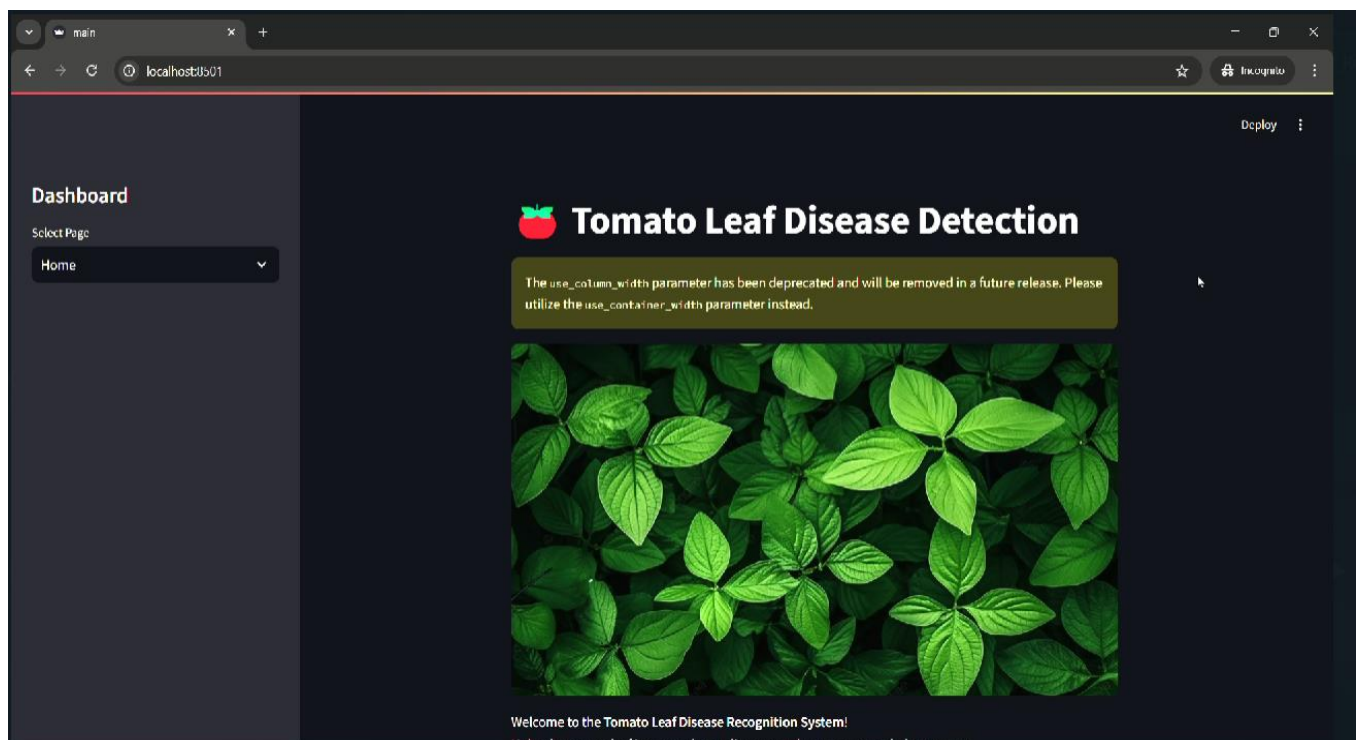 main
localhost:8501
Incognito
Deploy
Dashboard
Select Page
Home
Tomato Leaf Disease Detection
The use_column_width parameter has been deprecated and will be removed in a future release. Please
utilize the use_container_width parameter instead.
Welcome to the Tomato Leaf Disease Recognition System!